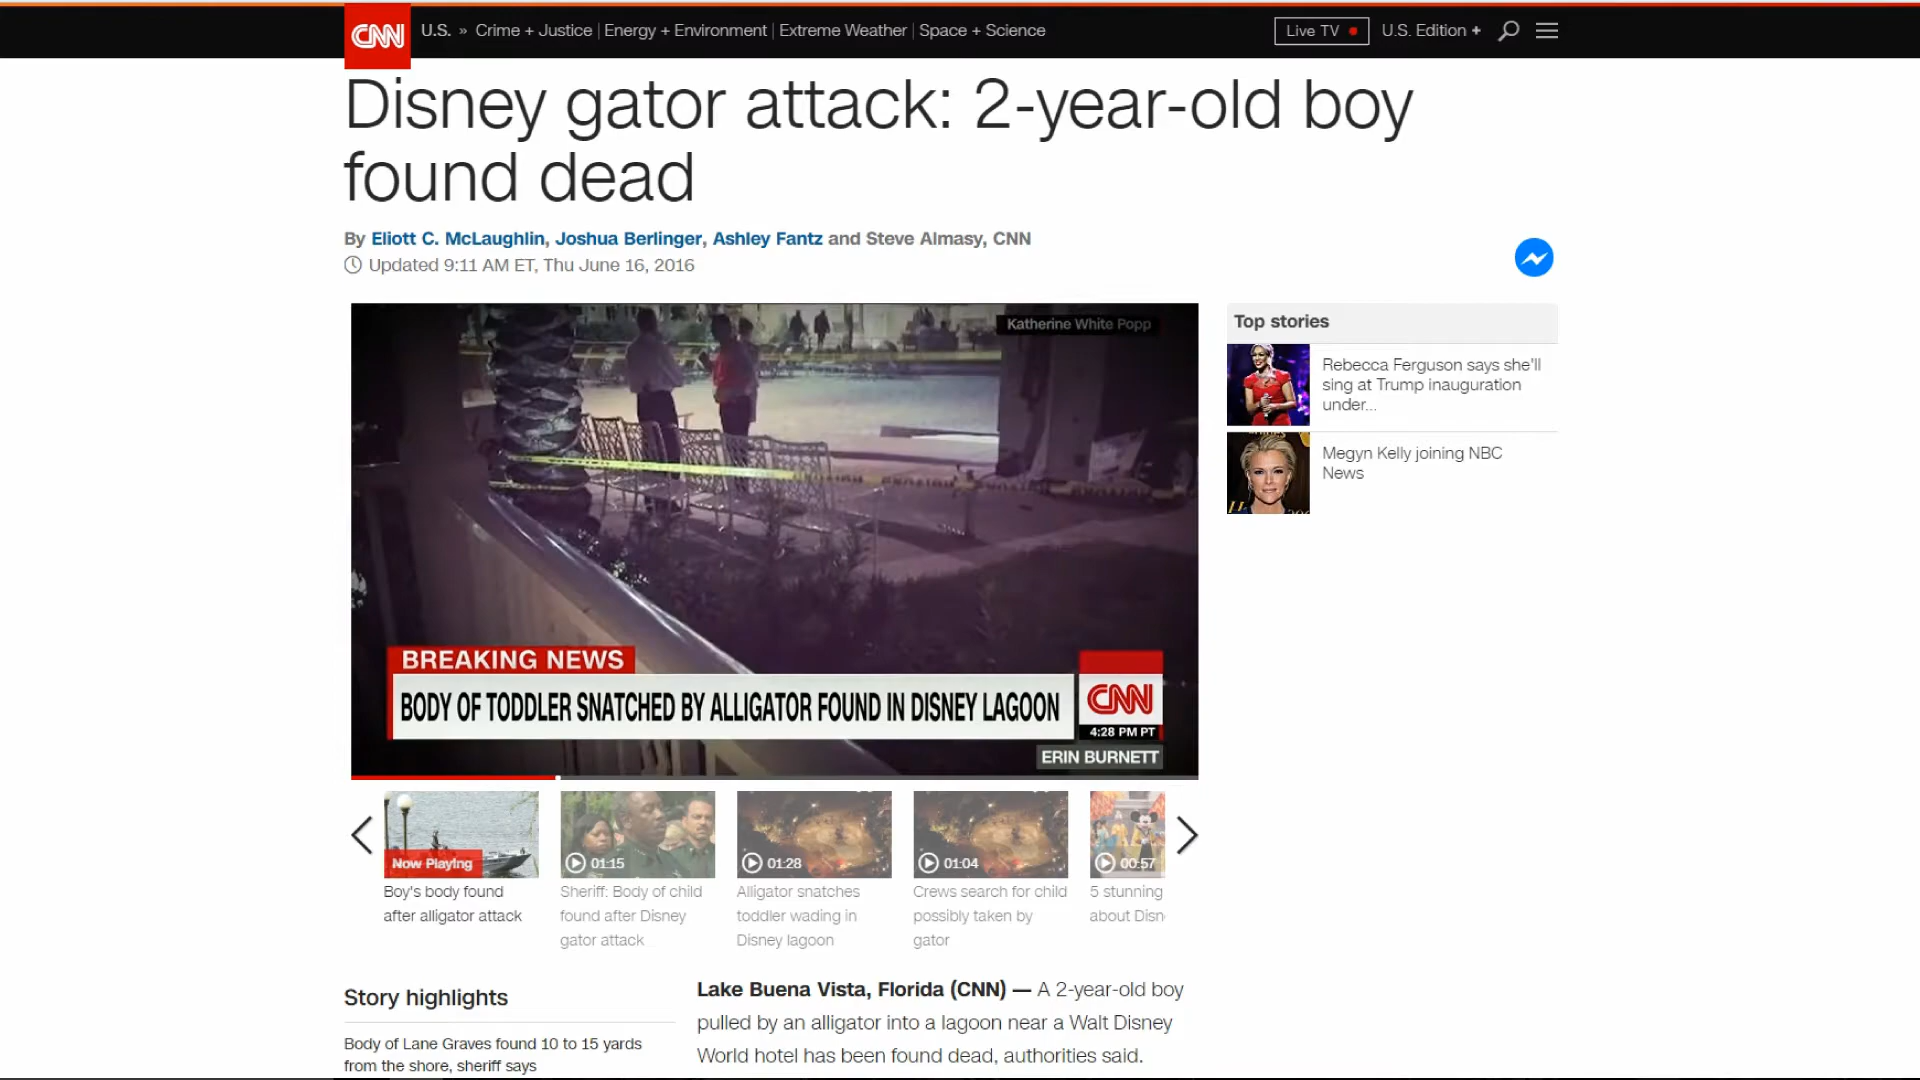 CNN
U.S. » Crime + Justice | Energy + Environment | Extreme Weather | Space + Science
Live TV
U.S. Edition +
Disney gator attack: 2-year-old boy
found dead
By Eliott C. McLaughlin, Joshua Berlinger, Ashley Fantz and Steve Almasy, CNN
Updated 9:11 AM ET, Thu June 16, 2016
Katherine White Popp
BREAKING NEWS
BODY OF TODDLER SNATCHED BY ALLIGATOR FOUND IN DISNEY LAGOON
CNN
4:28 PM PT
ERIN BURNETT
Top stories
Rebecca Ferguson says she'll
sing at Trump inauguration
under...
Megyn Kelly joining NBC
News
Now Playing
Boy's body found
after alligator attack
01:15
Sheriff: Body of child
found after Disney
gator attack
01:28
Alligator snatches
toddler wading in
Disney lagoon
01:04
Crews search for child
possibly taken by
gator
00:57
5 stunning
about Disn
Story highlights
Body of Lane Graves found 10 to 15 yards
from the shore, sheriff says
Lake Buena Vista, Florida (CNN) — A 2-year-old boy
pulled by an alligator into a lagoon near a Walt Disney
World hotel has been found dead, authorities said.